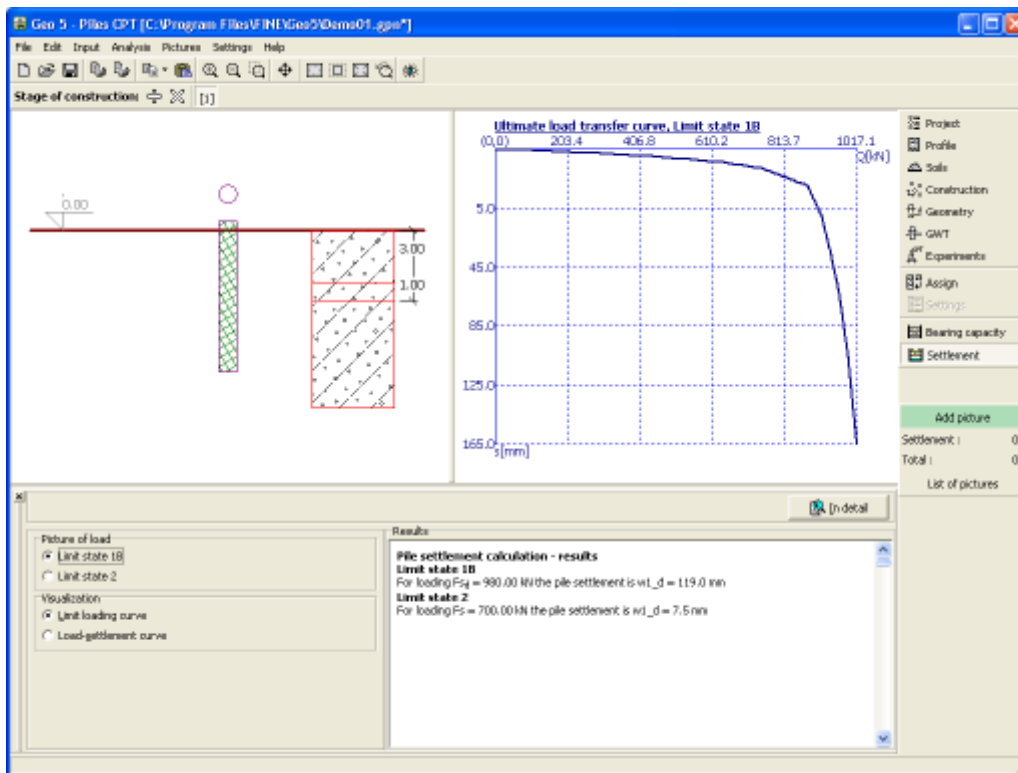 Geo 5 - Piles CPT [C:\Program Files\FINE\Geo5\Demo01.gpn*]
File Edit Input Analysis Pictures Settings Help
Stage of construction: [1]
0.00
3.00
1.00
Ultimate load transfer curve, Limit state 1B
(0,0) 203.4 406.8 610.2 813.7 1017.1
Q[kN]
5.0
45.0
85.0
125.0
165.0
s[mm]
Project
Profile
Soils
Construction
Geometry
GWT
Experiments
Assign
Settings
Bearing capacity
Settlement
Add picture
Settlement : 0
Total : 0
List of pictures
In detail
Picture of load
Limit state 1B
Limit state 2
Visualization
Limit loading curve
Load-settlement curve
Results
Pile settlement calculation - results
Limit state 1B
For loading Fs_d = 980.00 kN the pile settlement is w1_d = 119.0 mm
Limit state 2
For loading Fs = 700.00 kN the pile settlement is w1_d = 7.5 mm